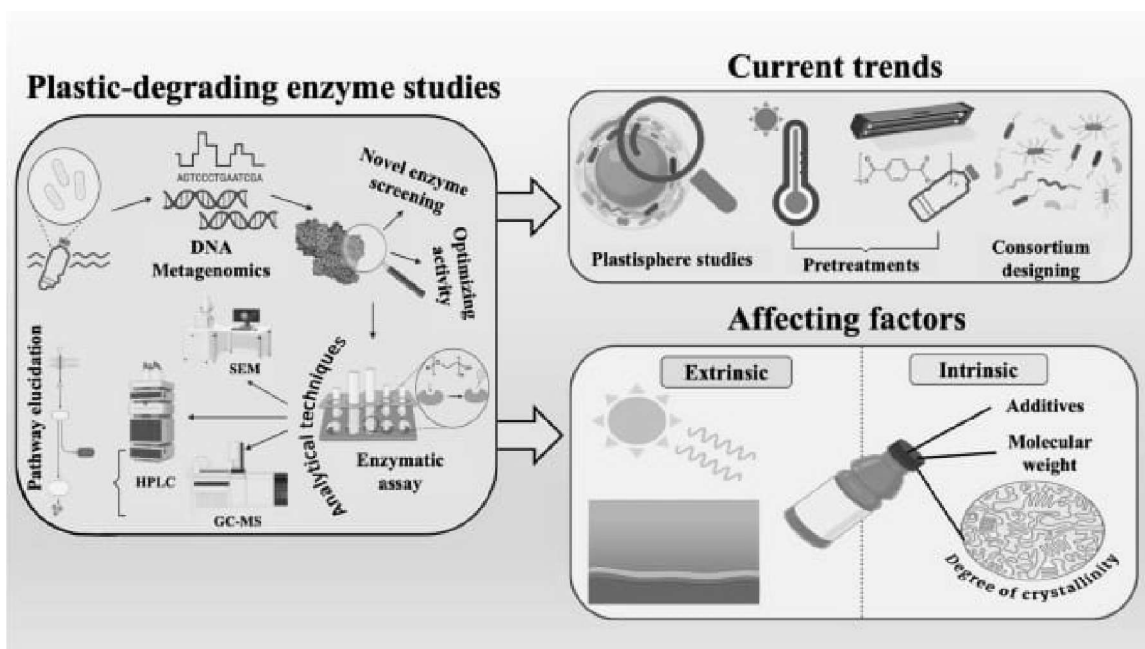 Plastic-degrading enzyme studies
AGTCCCTGAATCGA
DNA
Metagenomics
Novel enzyme
screening
Optimizing
activity
Analytical techniques
Enzymatic
assay
SEM
HPLC
GC-MS
Pathway elucidation
Current trends
Plastisphere studies
Pretreatments
Consortium
designing
Affecting factors
Extrinsic
Intrinsic
Additives
Molecular
weight
Degree of crystallinity